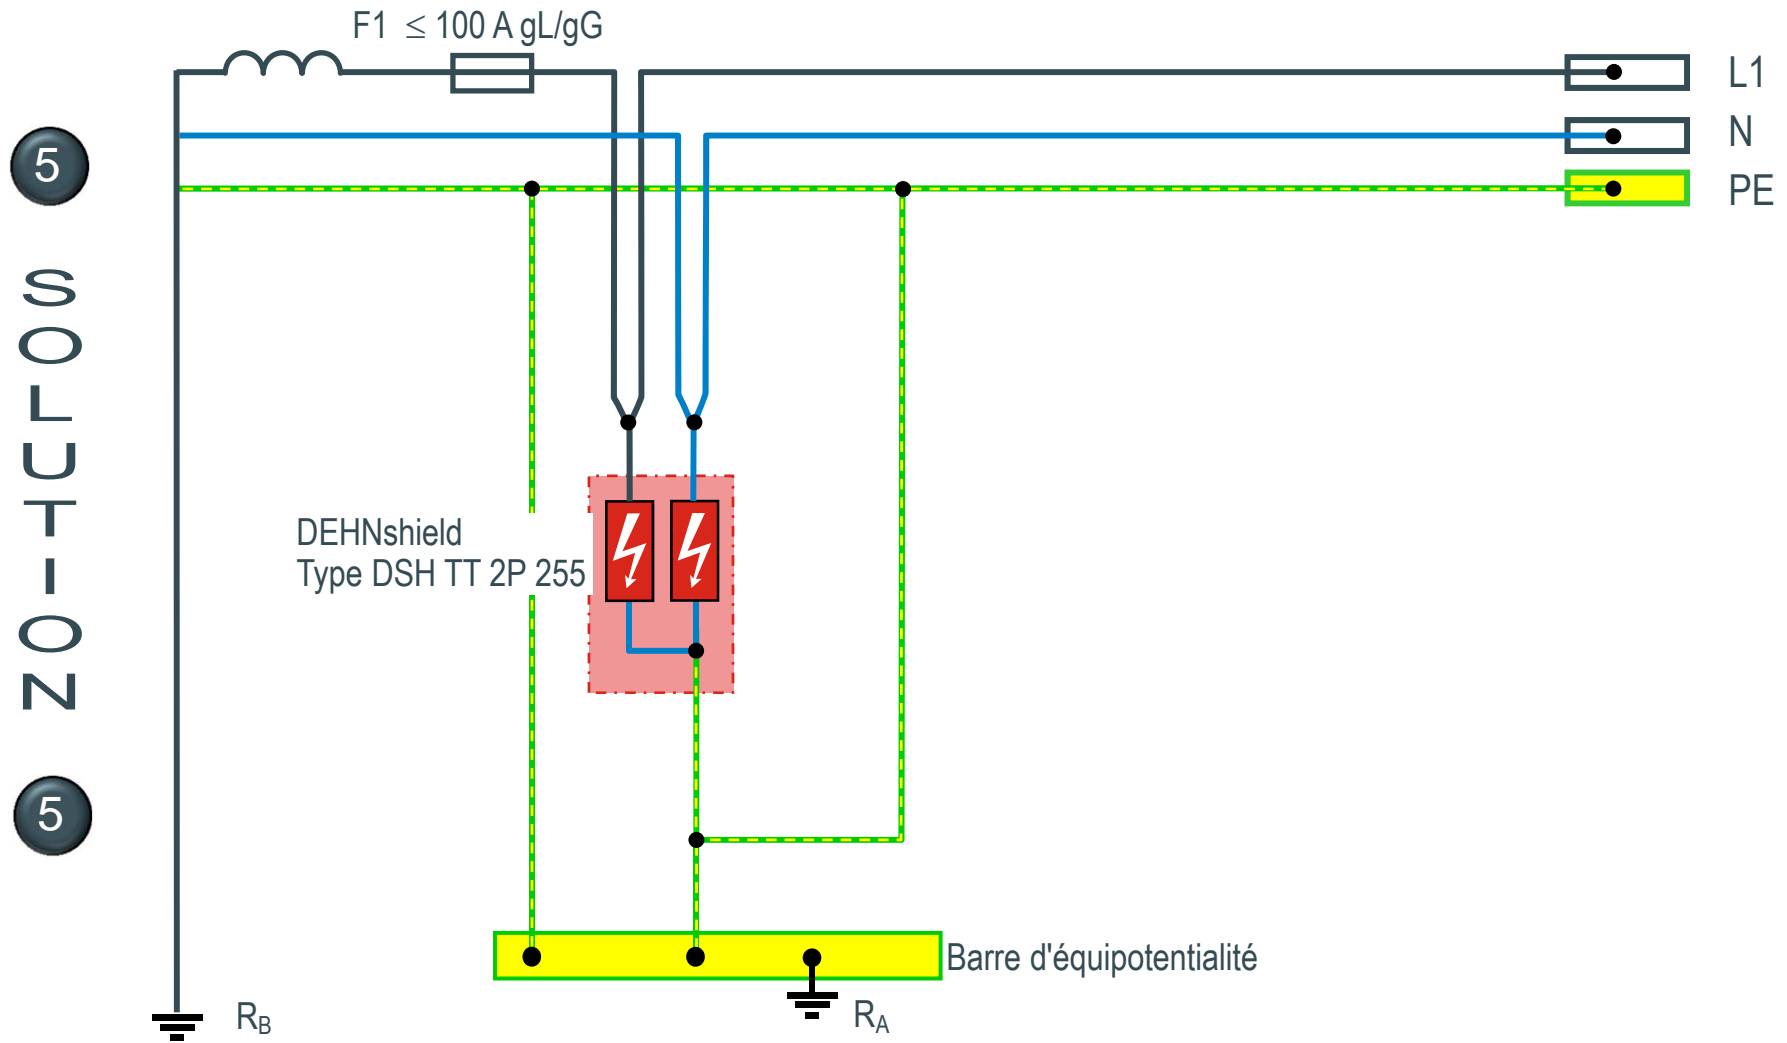 F1 ≤ 100 A gL/gG
L1
N
PE
5
SOLUTION
5
DEHNshield
Type DSH TT 2P 255
Barre d'équipotentialité
RB
RA